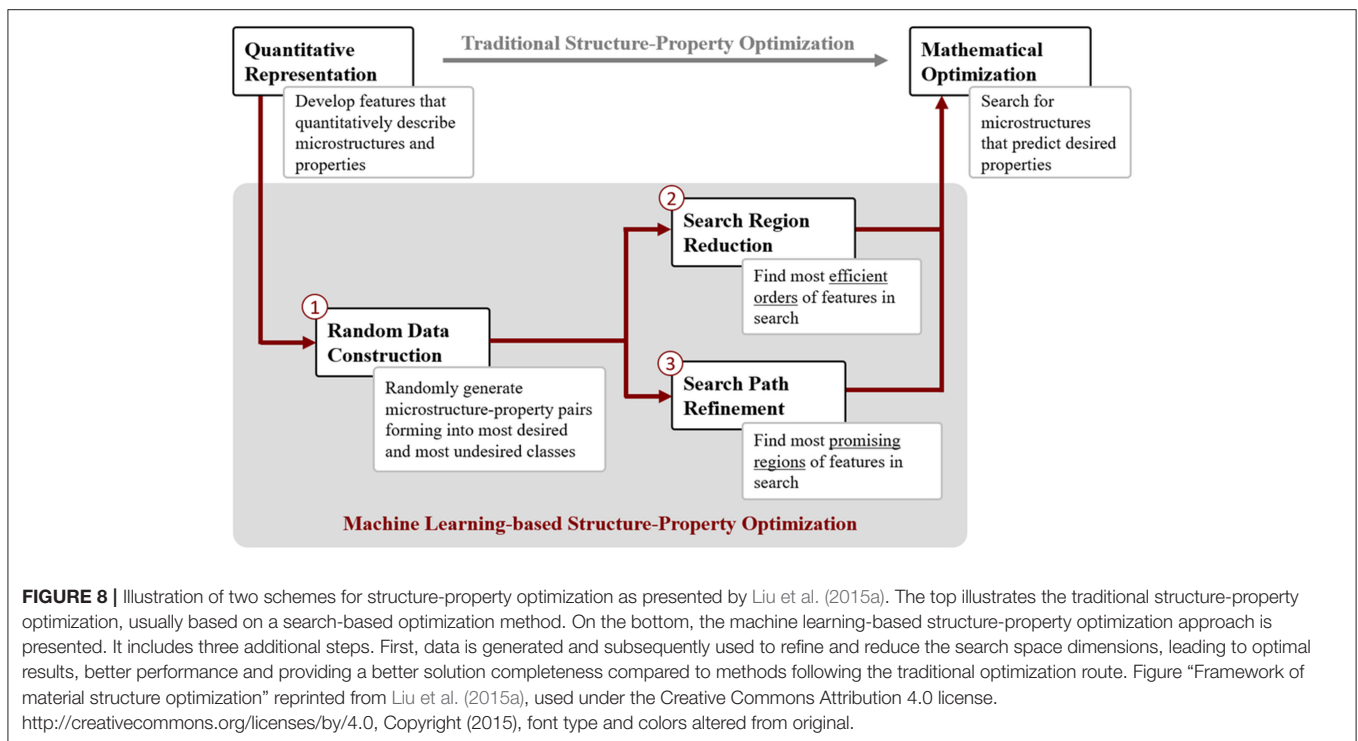 Quantitative
Representation
Develop features that
quantitatively describe
microstructures and
properties
Traditional Structure-Property Optimization
Mathematical
Optimization
Search for
microstructures
that predict desired
properties
1
Random Data
Construction
Randomly generate
microstructure-property pairs
forming into most desired
and most undesired classes
2
Search Region
Reduction
Find most efficient
orders of features in
search
3
Search Path
Refinement
Find most promising
regions of features in
search
Machine Learning-based Structure-Property Optimization
FIGURE 8 | Illustration of two schemes for structure-property optimization as presented by Liu et al. (2015a). The top illustrates the traditional structure-property
optimization, usually based on a search-based optimization method. On the bottom, the machine learning-based structure-property optimization approach is
presented. It includes three additional steps. First, data is generated and subsequently used to refine and reduce the search space dimensions, leading to optimal
results, better performance and providing a better solution completeness compared to methods following the traditional optimization route. Figure “Framework of
material structure optimization” reprinted from Liu et al. (2015a), used under the Creative Commons Attribution 4.0 license.
http://creativecommons.org/licenses/by/4.0, Copyright (2015), font type and colors altered from original.